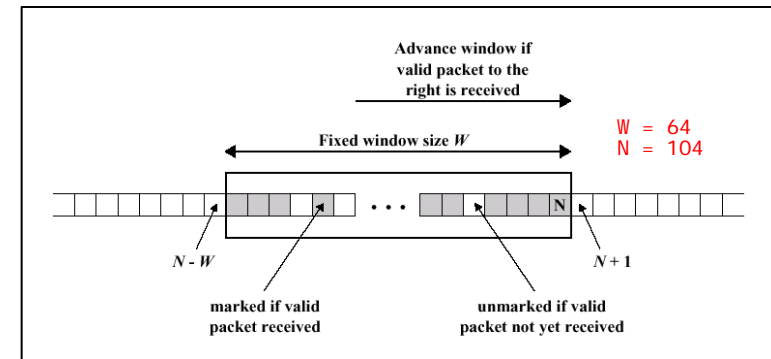 Advance window if
valid packet to the
right is received
W = 64
N = 104
Fixed window size W
• • •
N
N - W
N + 1
marked if valid
packet received
unmarked if valid
packet not yet received